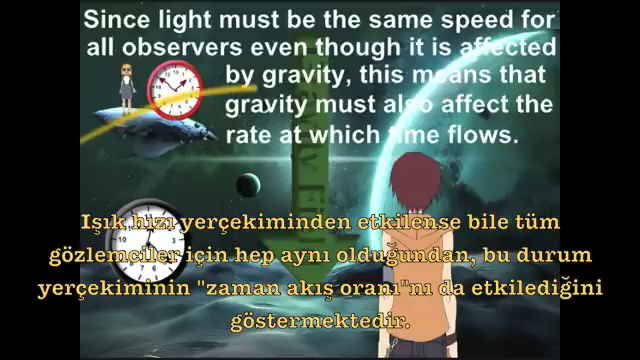 Since light must be the same speed for
all observers even though it is affected
by gravity, this means that
gravity must also affect the
rate at which time flows.
Işık hızı yerçekiminden etkilense bile tüm
gözlemciler için hep aynı olduğundan, bu durum
yerçekiminin "zaman akış oranı"nı da etkilediğini
göstermektedir.